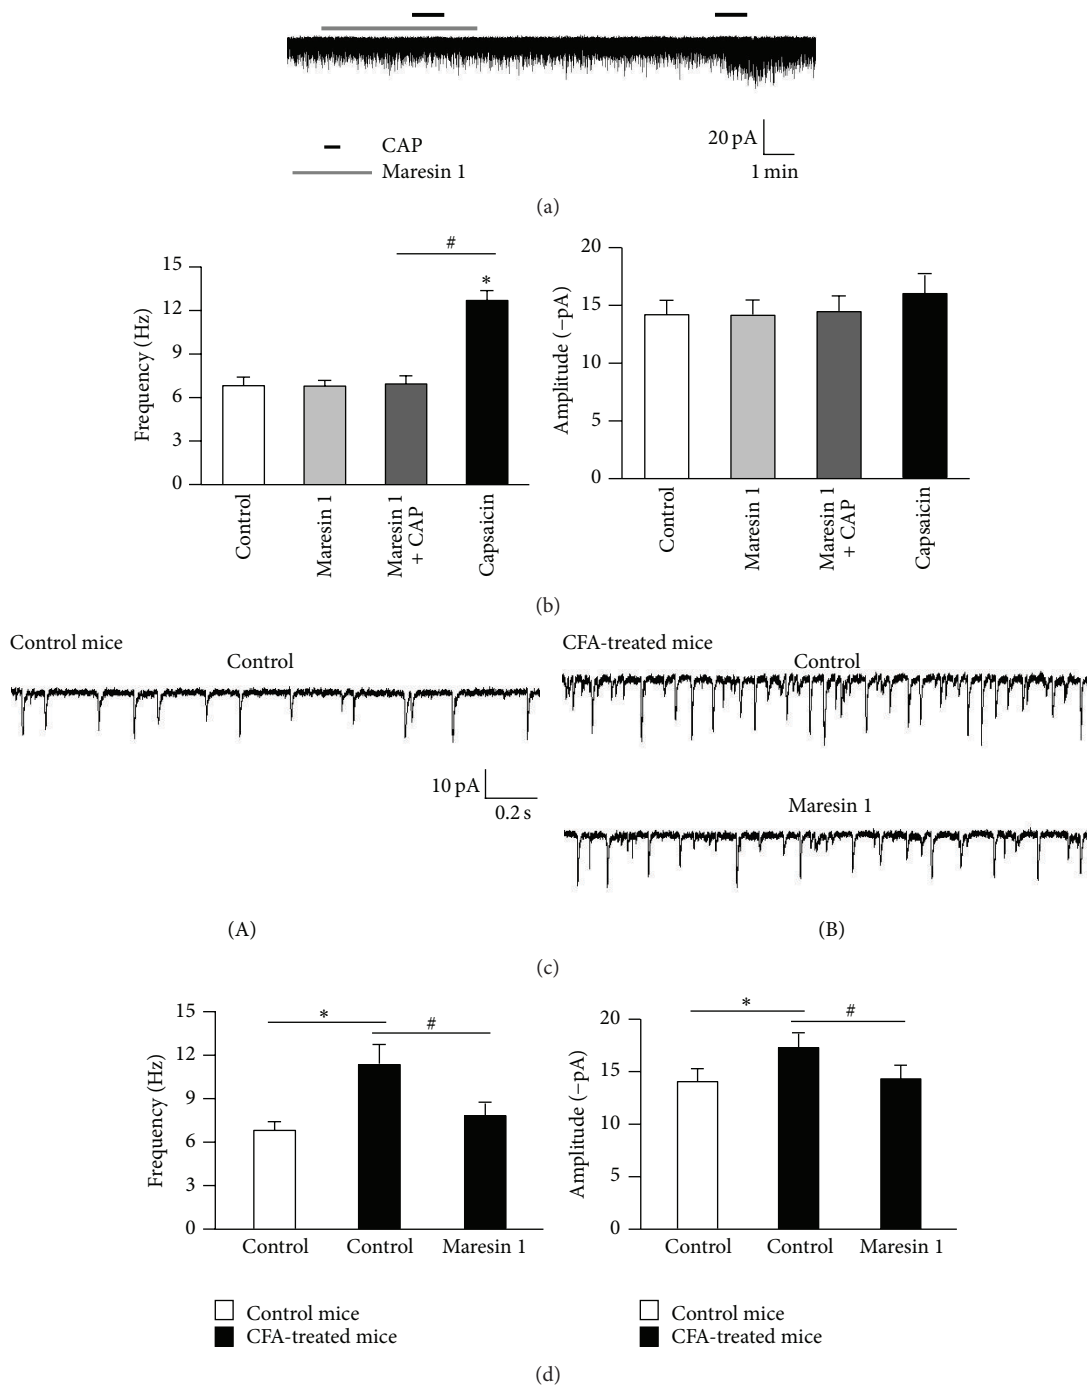 CAP
Maresin 1
20 pA
1 min
(a)
#
*
15
12
9
6
3
0
Frequency (Hz)
Control
Maresin 1
Maresin 1
+ CAP
Capsaicin
20
15
10
5
0
Amplitude (−pA)
Control
Maresin 1
Maresin 1
+ CAP
Capsaicin
(b)
Control mice
Control
10 pA
0.2 s
(A)
CFA-treated mice
Control
Maresin 1
(B)
(c)
15
12
9
6
3
0
Frequency (Hz)
*
#
Control Control Maresin 1
Control mice
CFA-treated mice
20
15
10
5
0
Amplitude (−pA)
*
#
Control Control Maresin 1
Control mice
CFA-treated mice
(d)